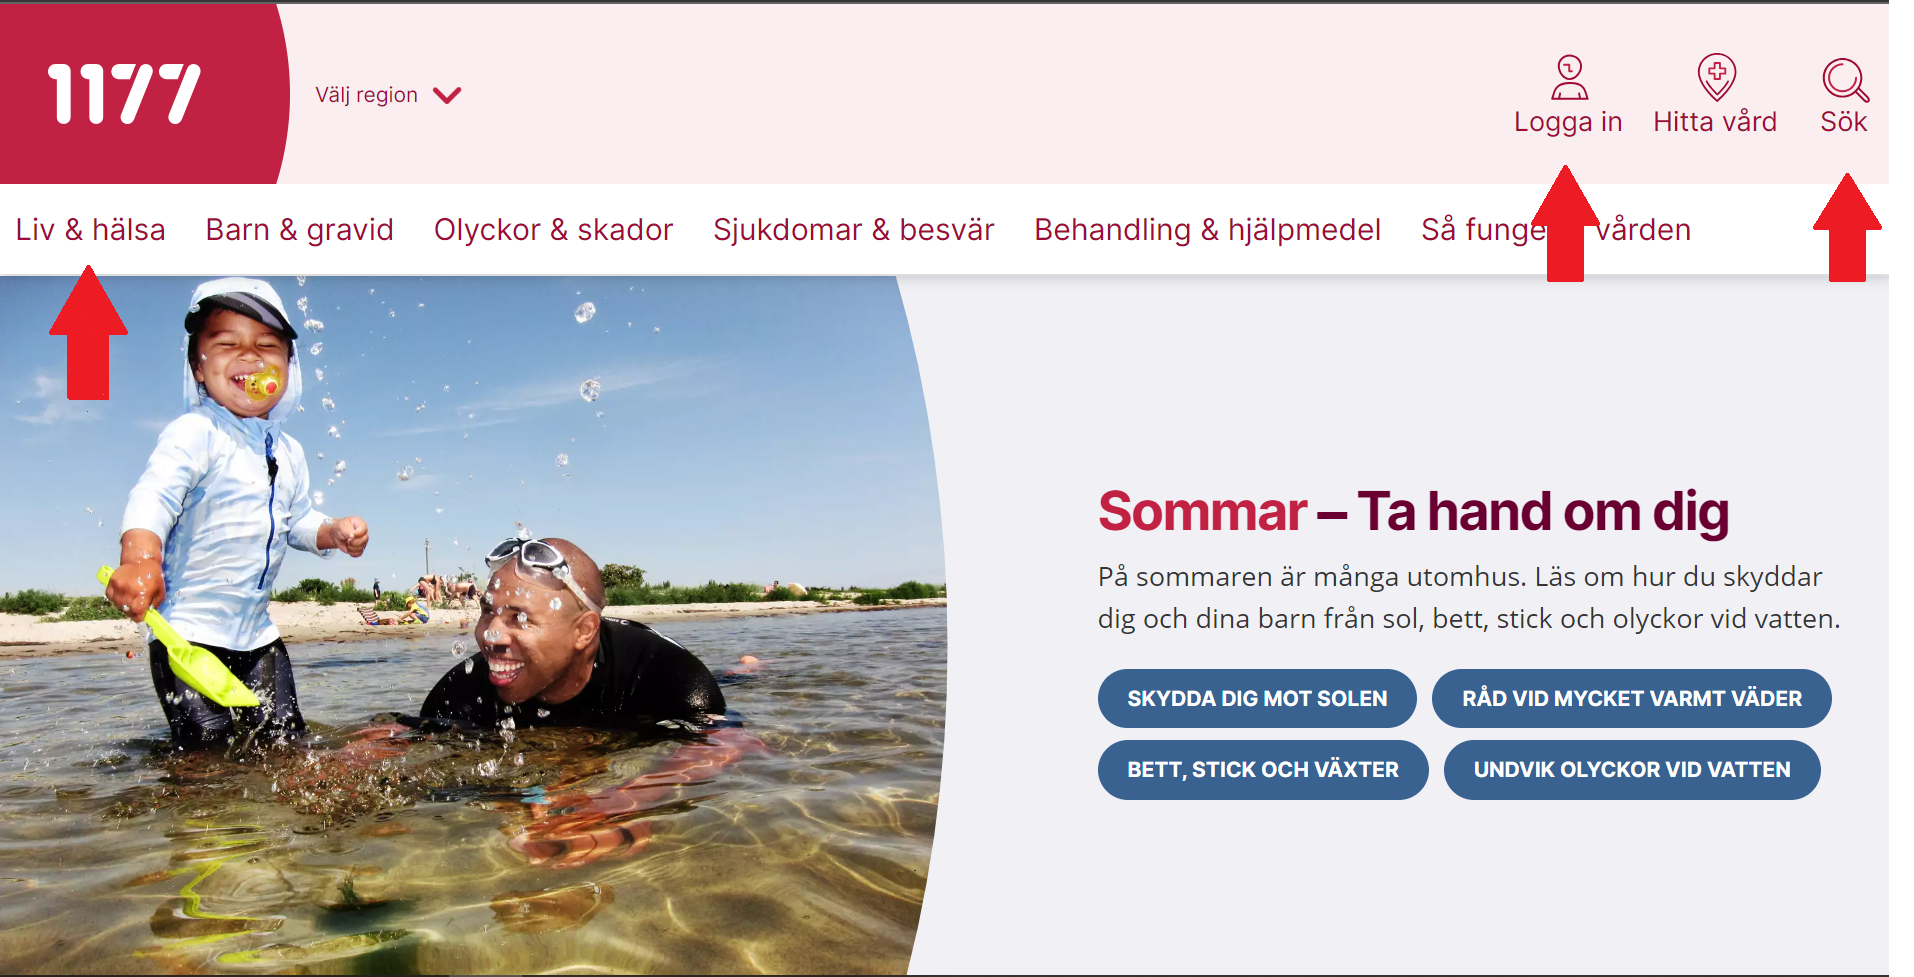 1177
Välj region
Logga in
Hitta vård
Sök
Liv & hälsa
Barn & gravid
Olyckor & skador
Sjukdomar & besvär
Behandling & hjälpmedel
Så vården
Sommar – Ta hand om dig
På sommaren är många utomhus. Läs om hur du skyddar
dig och dina barn från sol, bett, stick och olyckor vid vatten.
SKYDDA DIG MOT SOLEN
RÅD VID MYCKET VARMT VÄDER
BETT, STICK OCH VÄXTER
UNDVIK OLYCKOR VID VATTEN